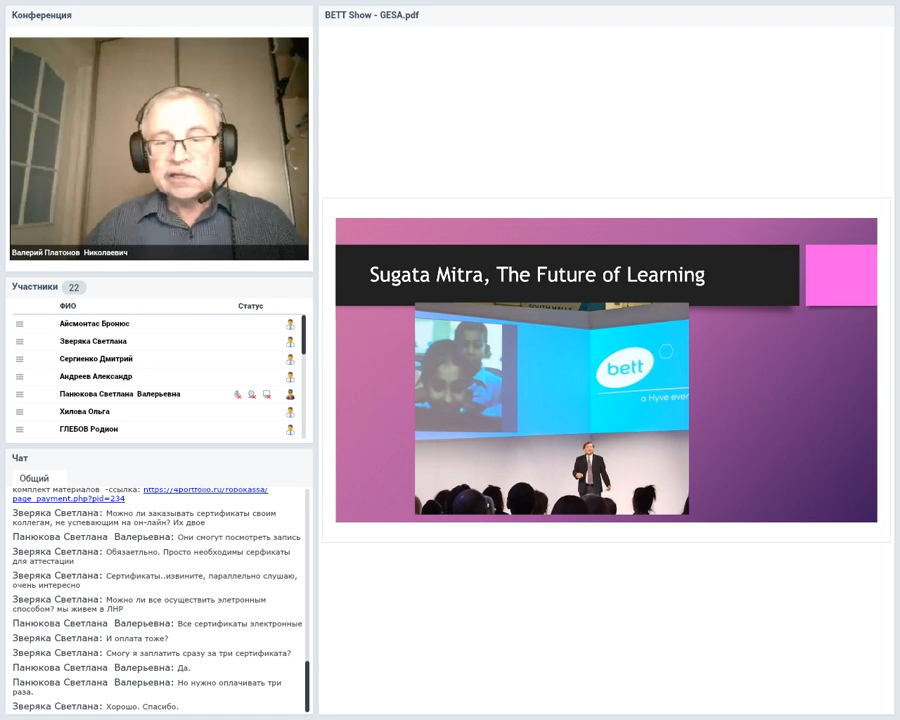 Конференция
Валерий Платонов  Николаевич
Участники 22
ФИО Статус
Айсмонтас Бронюс
Зверяка Светлана
Сергиенко Дмитрий
Андреев Александр
Панюкова Светлана  Валерьевна
Хилова Ольга
ГЛЕБОВ Родион
Чат
Общий
комплект материалов  -ссылка: https://4portfolio.ru/robokassa/
page_payment.php?pid=234
Зверяка Светлана: Можно ли заказывать сертификаты своим
коллегам, не успевающим на он-лайн? Их двое
Панюкова Светлана  Валерьевна: Они смогут посмотреть запись
Зверяка Светлана: Обязаетльно. Просто необходимы серфикаты
для аттестации
Зверяка Светлана: Сертификаты..извините, параллельно слушаю,
очень интересно
Зверяка Светлана: Можно ли все осуществить элетронным
способом? мы живем в ЛНР
Панюкова Светлана  Валерьевна: Все сертификаты электронные
Зверяка Светлана: И оплата тоже?
Зверяка Светлана: Смогу я заплатить сразу за три сертификата?
Панюкова Светлана  Валерьевна: Да.
Панюкова Светлана  Валерьевна: Но нужно оплачивать три
раза.
Зверяка Светлана: Хорошо. Спасибо.
BETT Show - GESA.pdf
Sugata Mitra, The Future of Learning
bett
a Hyve ever